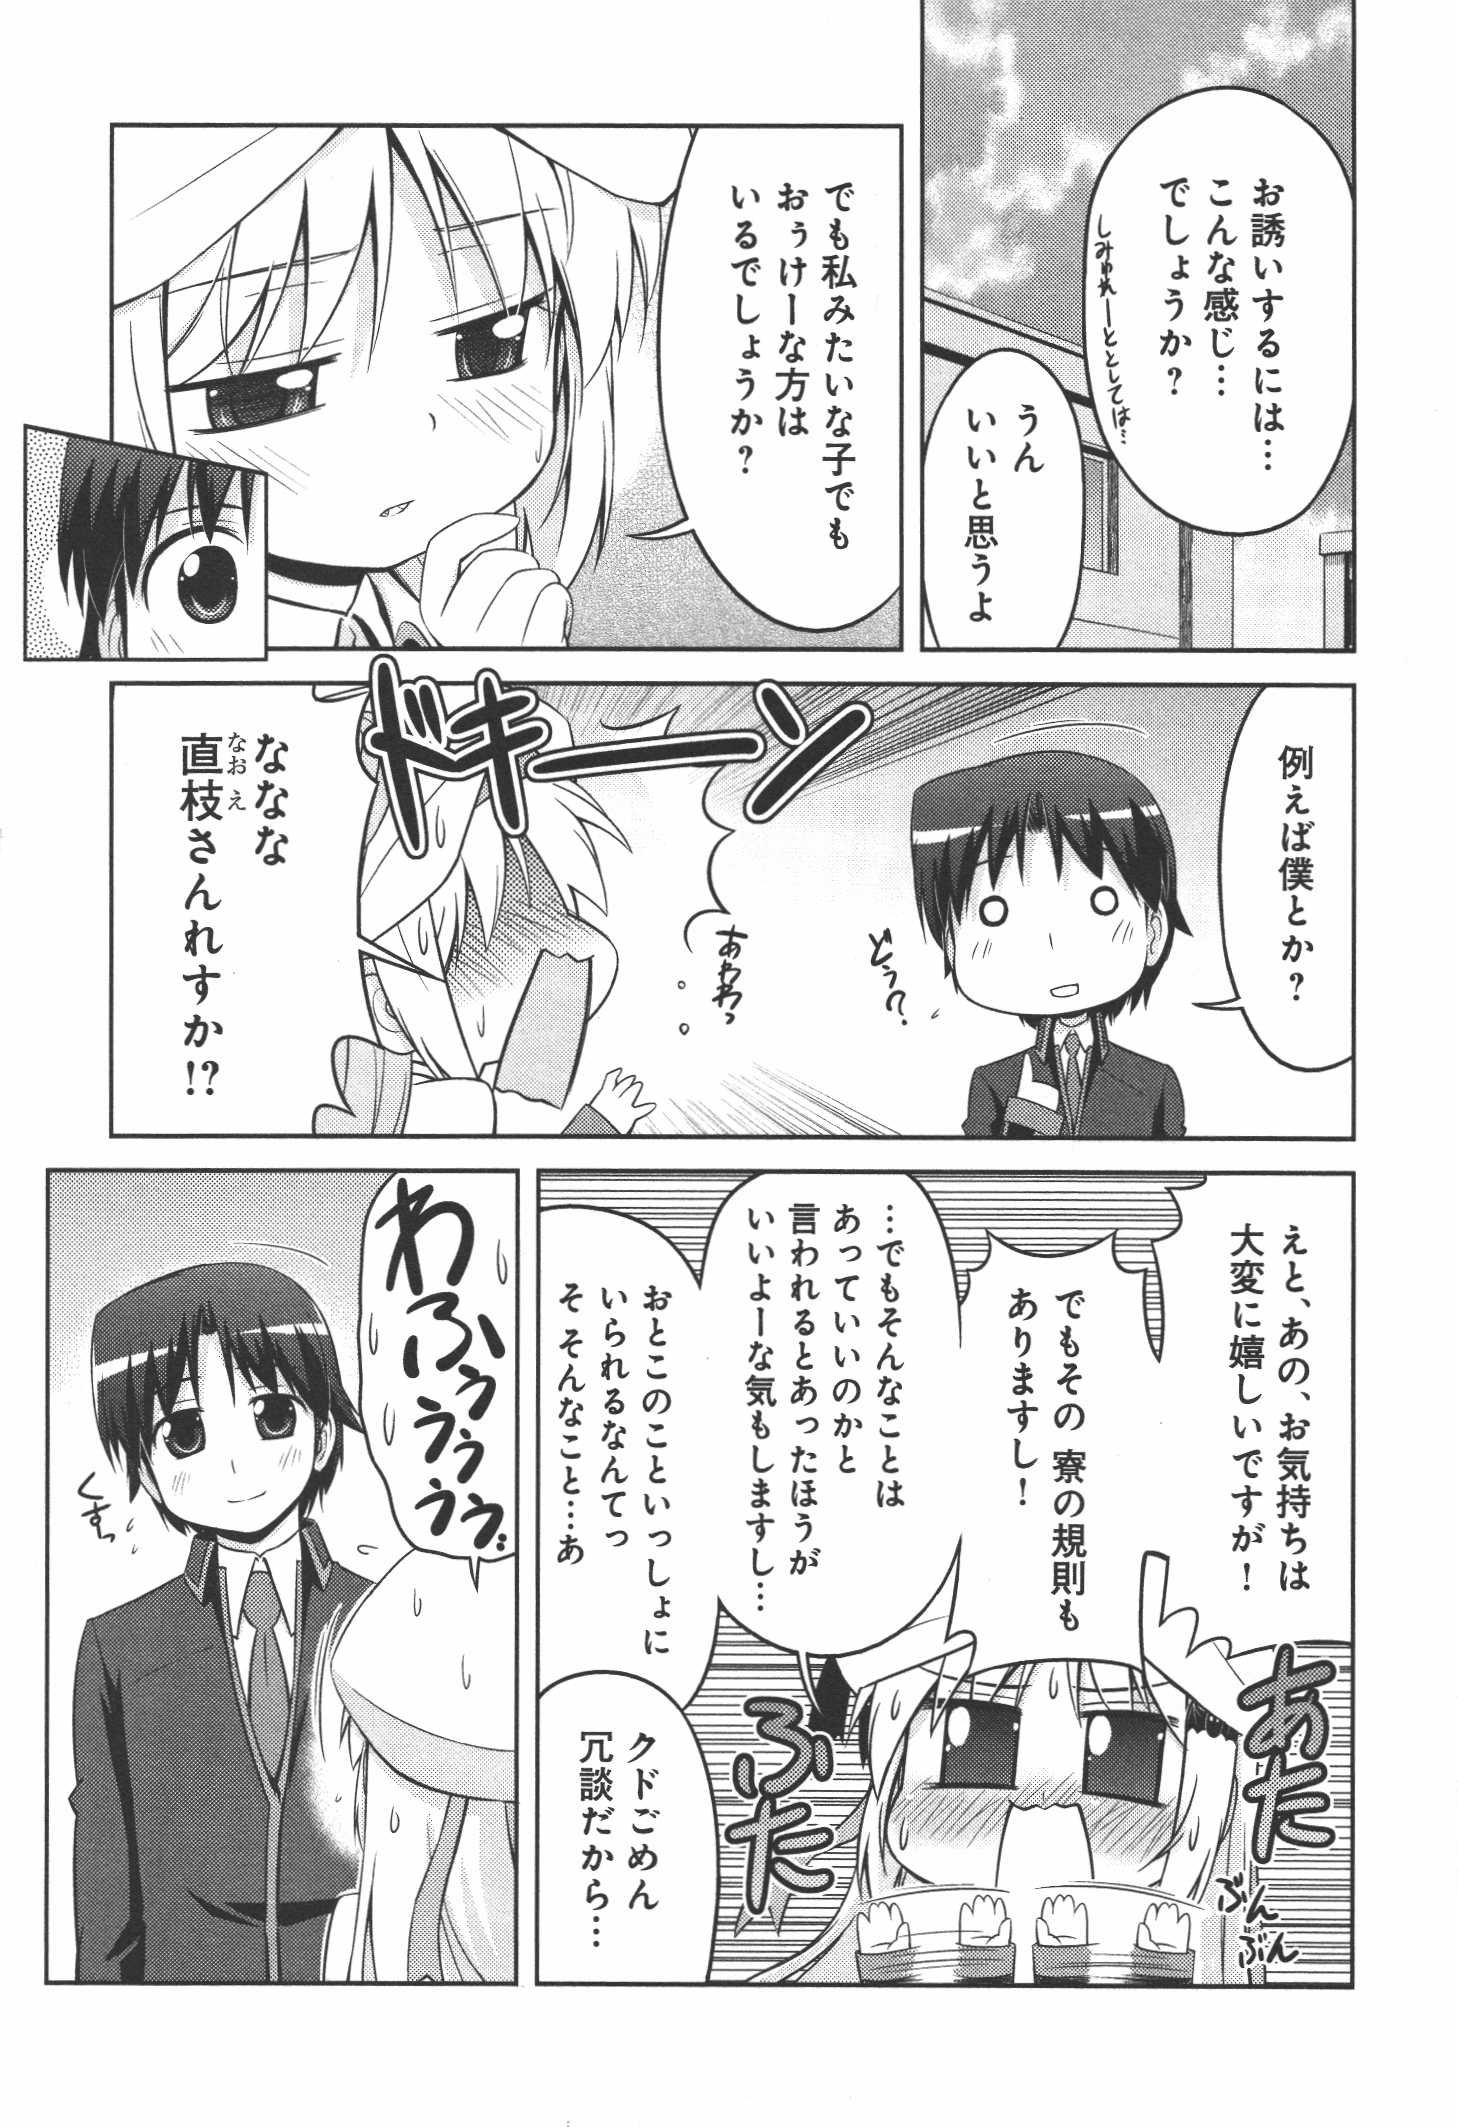 お誘いするには…
こんな感じ…
でしょうか？
しみゅれーととしては…
うん
いいと思うよ
でも私みたいな子でも
おぅけーな方は
いるでしょうか？
例えば僕とか？
どぅ？
あわわっ
ドキーン
ななな
直枝さんれすか!?
なおえ
えと、あの、お気持ちは
大変に嬉しいですが！
でもその 寮の規則も
ありますし！
…でもそんなことは
あっていいのかと
言われるとあったほうが
いいよーな気もしますし…
おとこのこといっしょに
いられるなんてっ
そ そんなこと…あ
あた
ふた
ぶん
ぶん
クドごめん
冗談だから…
わふぅぅぅぅぅ
くすっ